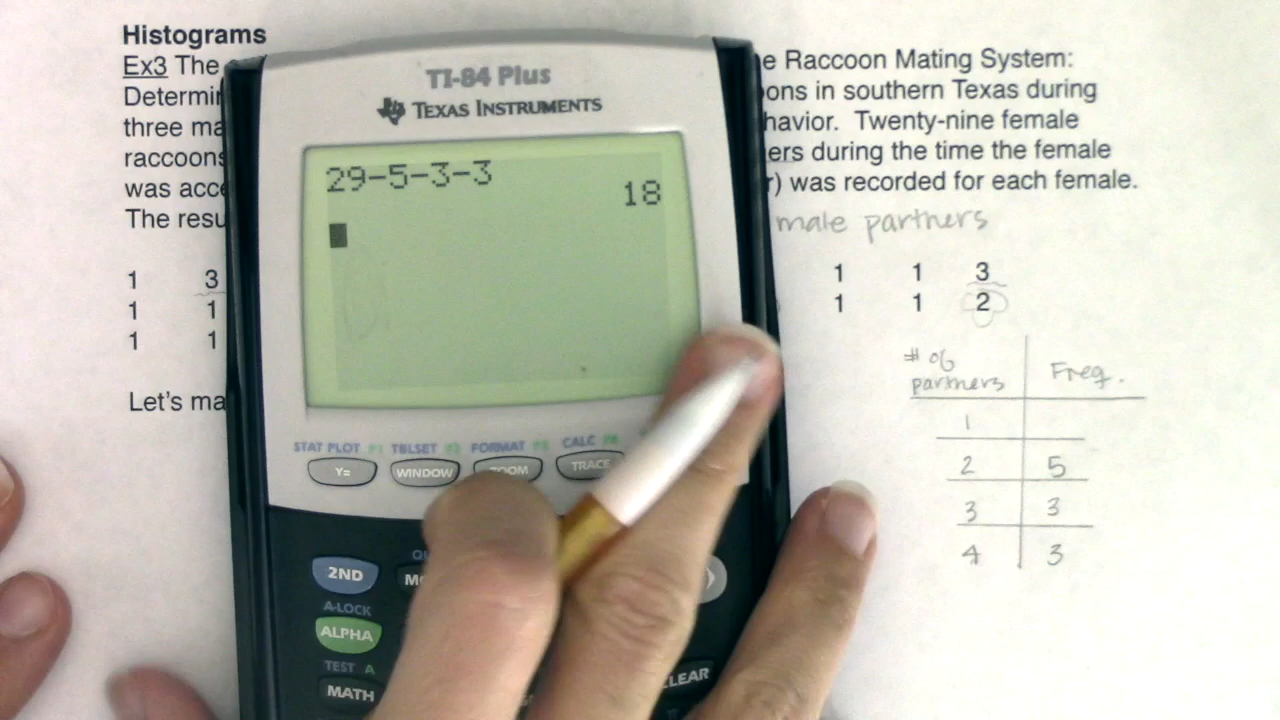 Histograms
Ex3 The e Raccoon Mating System:
Determin ons in southern Texas during
three ma havior. Twenty-nine female
raccoons ers during the time the female
was acce r) was recorded for each female.
The resu male partners
1 3 1 1 3
1 1 1 1 2
1 1
Let's ma
# of partners Freq.
1
2 5
3 3
4 3
TI-84 Plus
TEXAS INSTRUMENTS
29-5-3-3
18
STAT PLOT F1 TBLSET F2 FORMAT F3 CALC F4
Y= WINDOW ZOOM TRACE
2ND
A-LOCK
ALPHA
TEST A
MATH
CLEAR